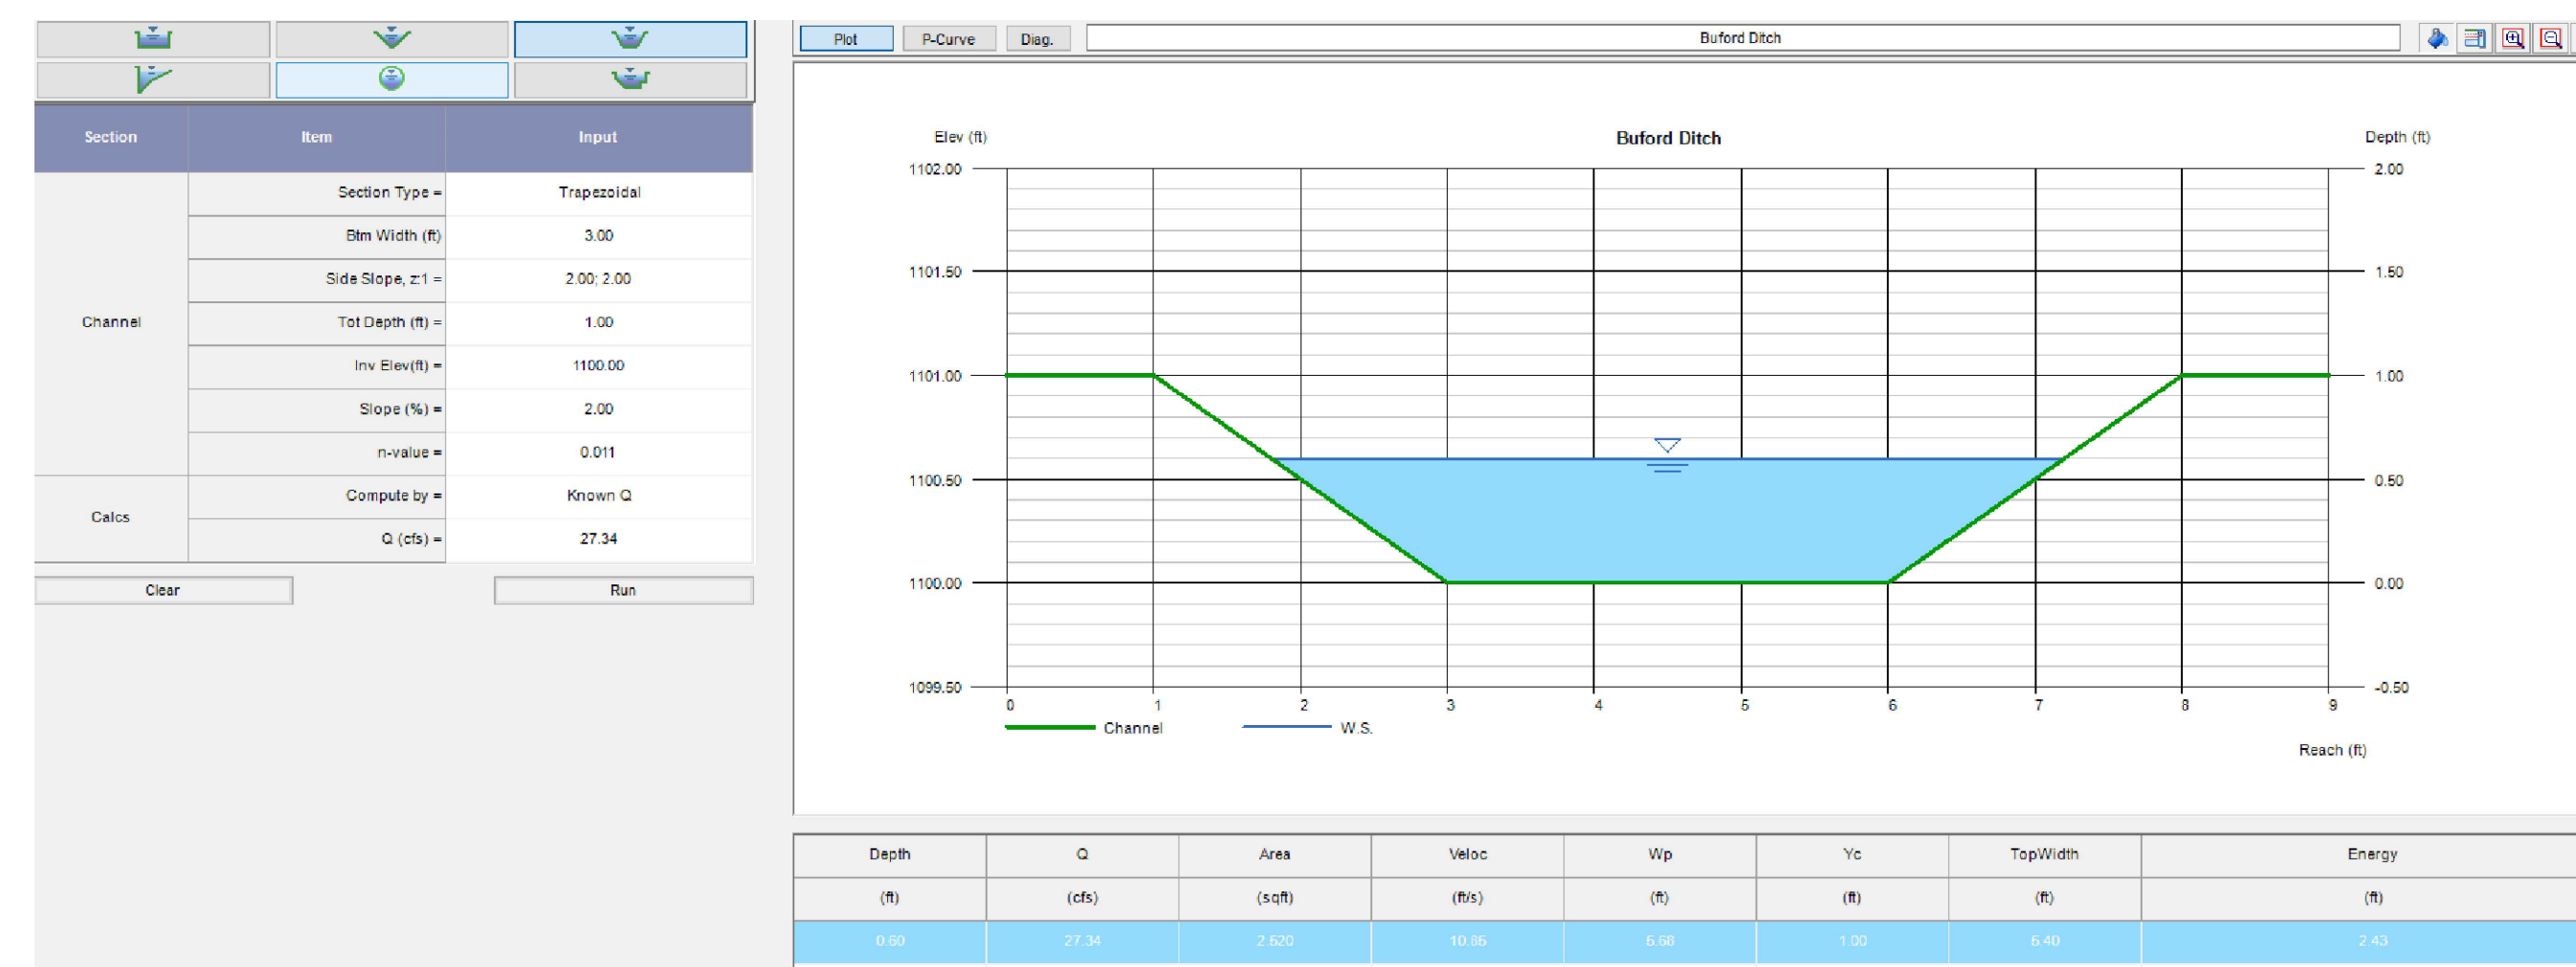 Plot P-Curve Diag. Buford Ditch
Section Item Input
Channel
Section Type = Trapezoidal
Btm Width (ft) 3.00
Side Slope, z:1 = 2.00; 2.00
Tot Depth (ft) = 1.00
Inv Elev(ft) = 1100.00
Slope (%) = 2.00
n-value = 0.011
Calcs
Compute by = Known Q
Q (cfs) = 27.34
Clear Run
Elev (ft) Buford Ditch Depth (ft)
1102.00 2.00
1101.50 1.50
1101.00 1.00
1100.50 0.50
1100.00 0.00
1099.50 -0.50
0 1 2 3 4 5 6 7 8 9
Channel W.S.
Reach (ft)
Depth Q Area Veloc Wp Yc TopWidth Energy
(ft) (cfs) (sqft) (ft/s) (ft) (ft) (ft) (ft)
0.60 27.34 2.520 10.85 5.68 1.00 5.40 2.43